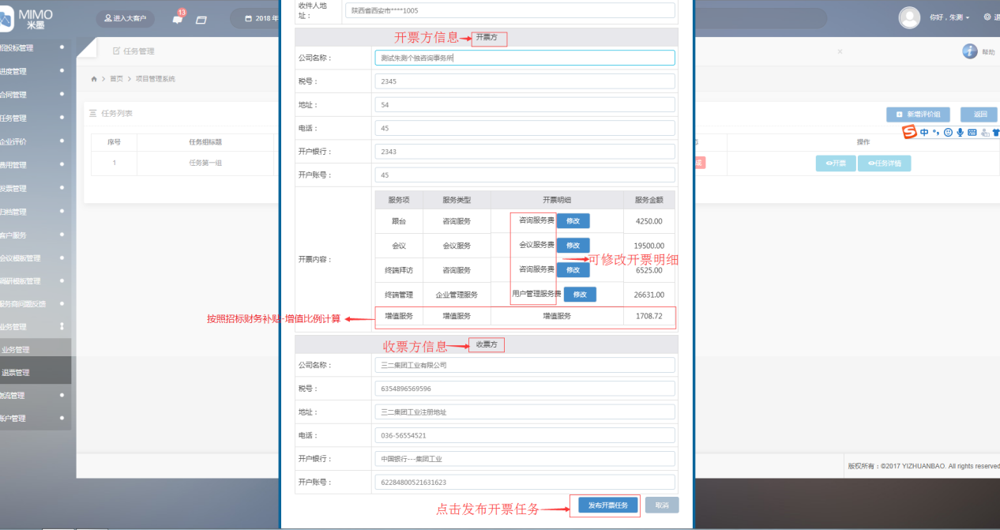 MIMO
米墨
进入大客户
13
2018 年
你好，朱测
退
招投标管理
进度管理
合同管理
任务管理
企业评价
费用管理
发票管理
归档管理
客户服务
会议模板管理
调研模板管理
服务商问题反馈
业务管理
业务管理
退票管理
物流管理
账户管理
任务管理
帮助
首页 > 项目管理系统
任务列表
新增评价组
返回
序号
任务组标题
操作
1
任务第一组
开票
任务详情
中
收件人地址：
陕西省西安市****1005
开票方信息
开票方
公司名称：
测试朱测个独咨询事务所
税号：
2345
地址：
54
电话：
45
开户银行：
2343
开户账号：
45
开票内容：
服务项 服务类型 开票明细 服务金额
跟台 咨询服务 咨询服务费 修改 4250.00
会议 会议服务 会议服务费 修改 19500.00
可修改开票明细
终端拜访 咨询服务 咨询服务费 修改 6525.00
终端管理 企业管理服务 用户管理服务费 修改 26631.00
增值服务 增值服务 增值服务 1708.72
按照招标财务补贴-增值比例计算
收票方信息
收票方
公司名称：
三二集团工业有限公司
税号：
6354896569596
地址：
三二集团工业注册地址
电话：
036-56554521
开户银行：
中国银行---集团工业
开户账号：
62284800521631623
点击发布开票任务
发布开票任务
取消
版权所有：©2017 YIZHUANBAO. All rights reserved